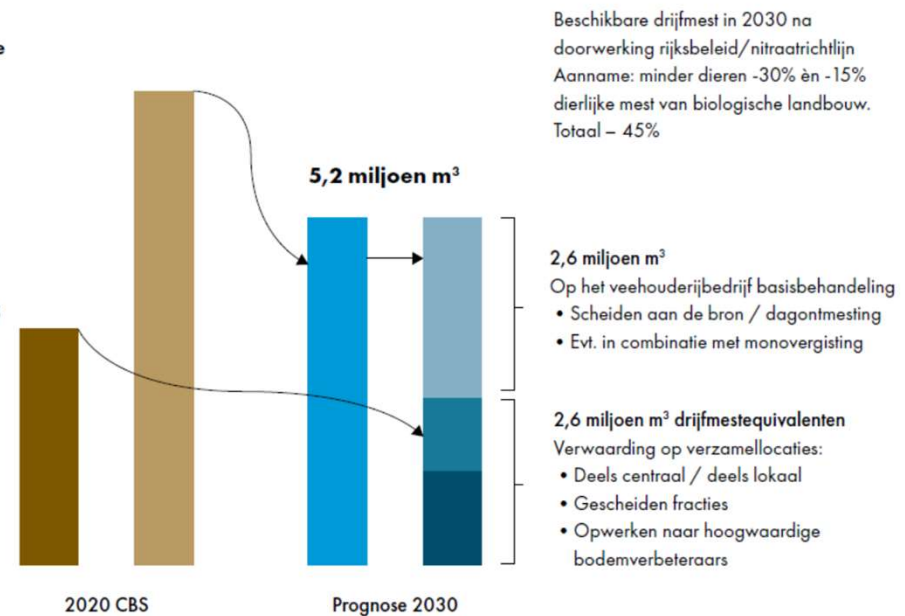 Beschikbare drijfmest in 2030 na
doorwerking rijksbeleid/nitraatrichtlijn
Aanname: minder dieren -30% èn -15%
dierlijke mest van biologische landbouw.
Totaal – 45%
e
5,2 miljoen m³
2,6 miljoen m³
Op het veehouderijbedrijf basisbehandeling
• Scheiden aan de bron / dagontmesting
• Evt. in combinatie met monovergisting
2,6 miljoen m³ drijfmestequivalenten
Verwaarding op verzamellocaties:
• Deels centraal / deels lokaal
• Gescheiden fracties
• Opwerken naar hoogwaardige
bodemverbeteraars
2020 CBS
Prognose 2030